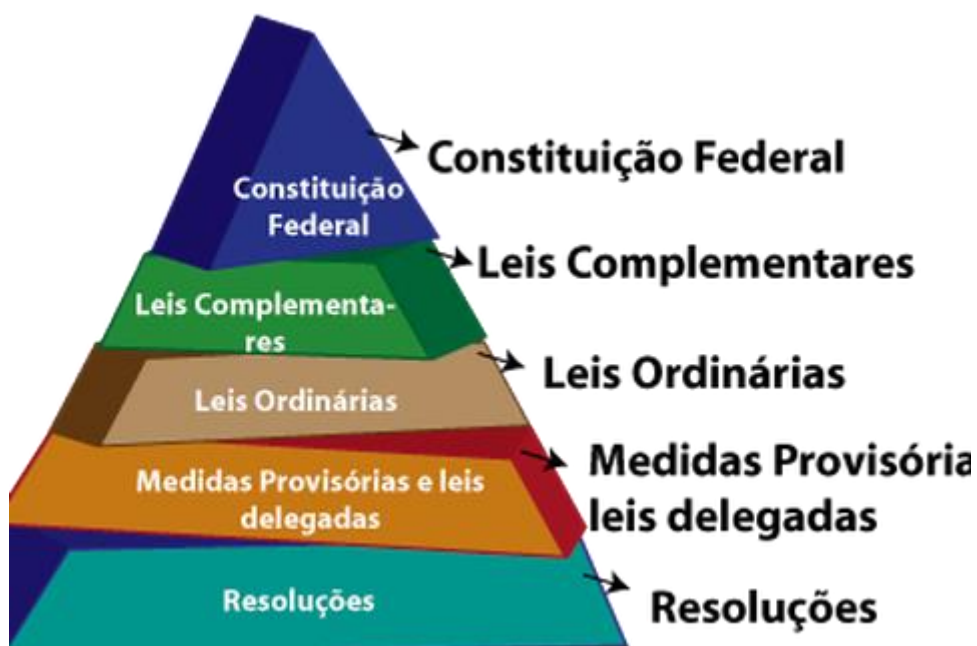 Constituição Federal
Constituição
Federal
Leis Complementares
Leis Complementa-
res
Leis Ordinárias
Leis Ordinárias
Medidas Provisória
leis delegadas
Medidas Provisórias e leis
delegadas
Resoluções
Resoluções